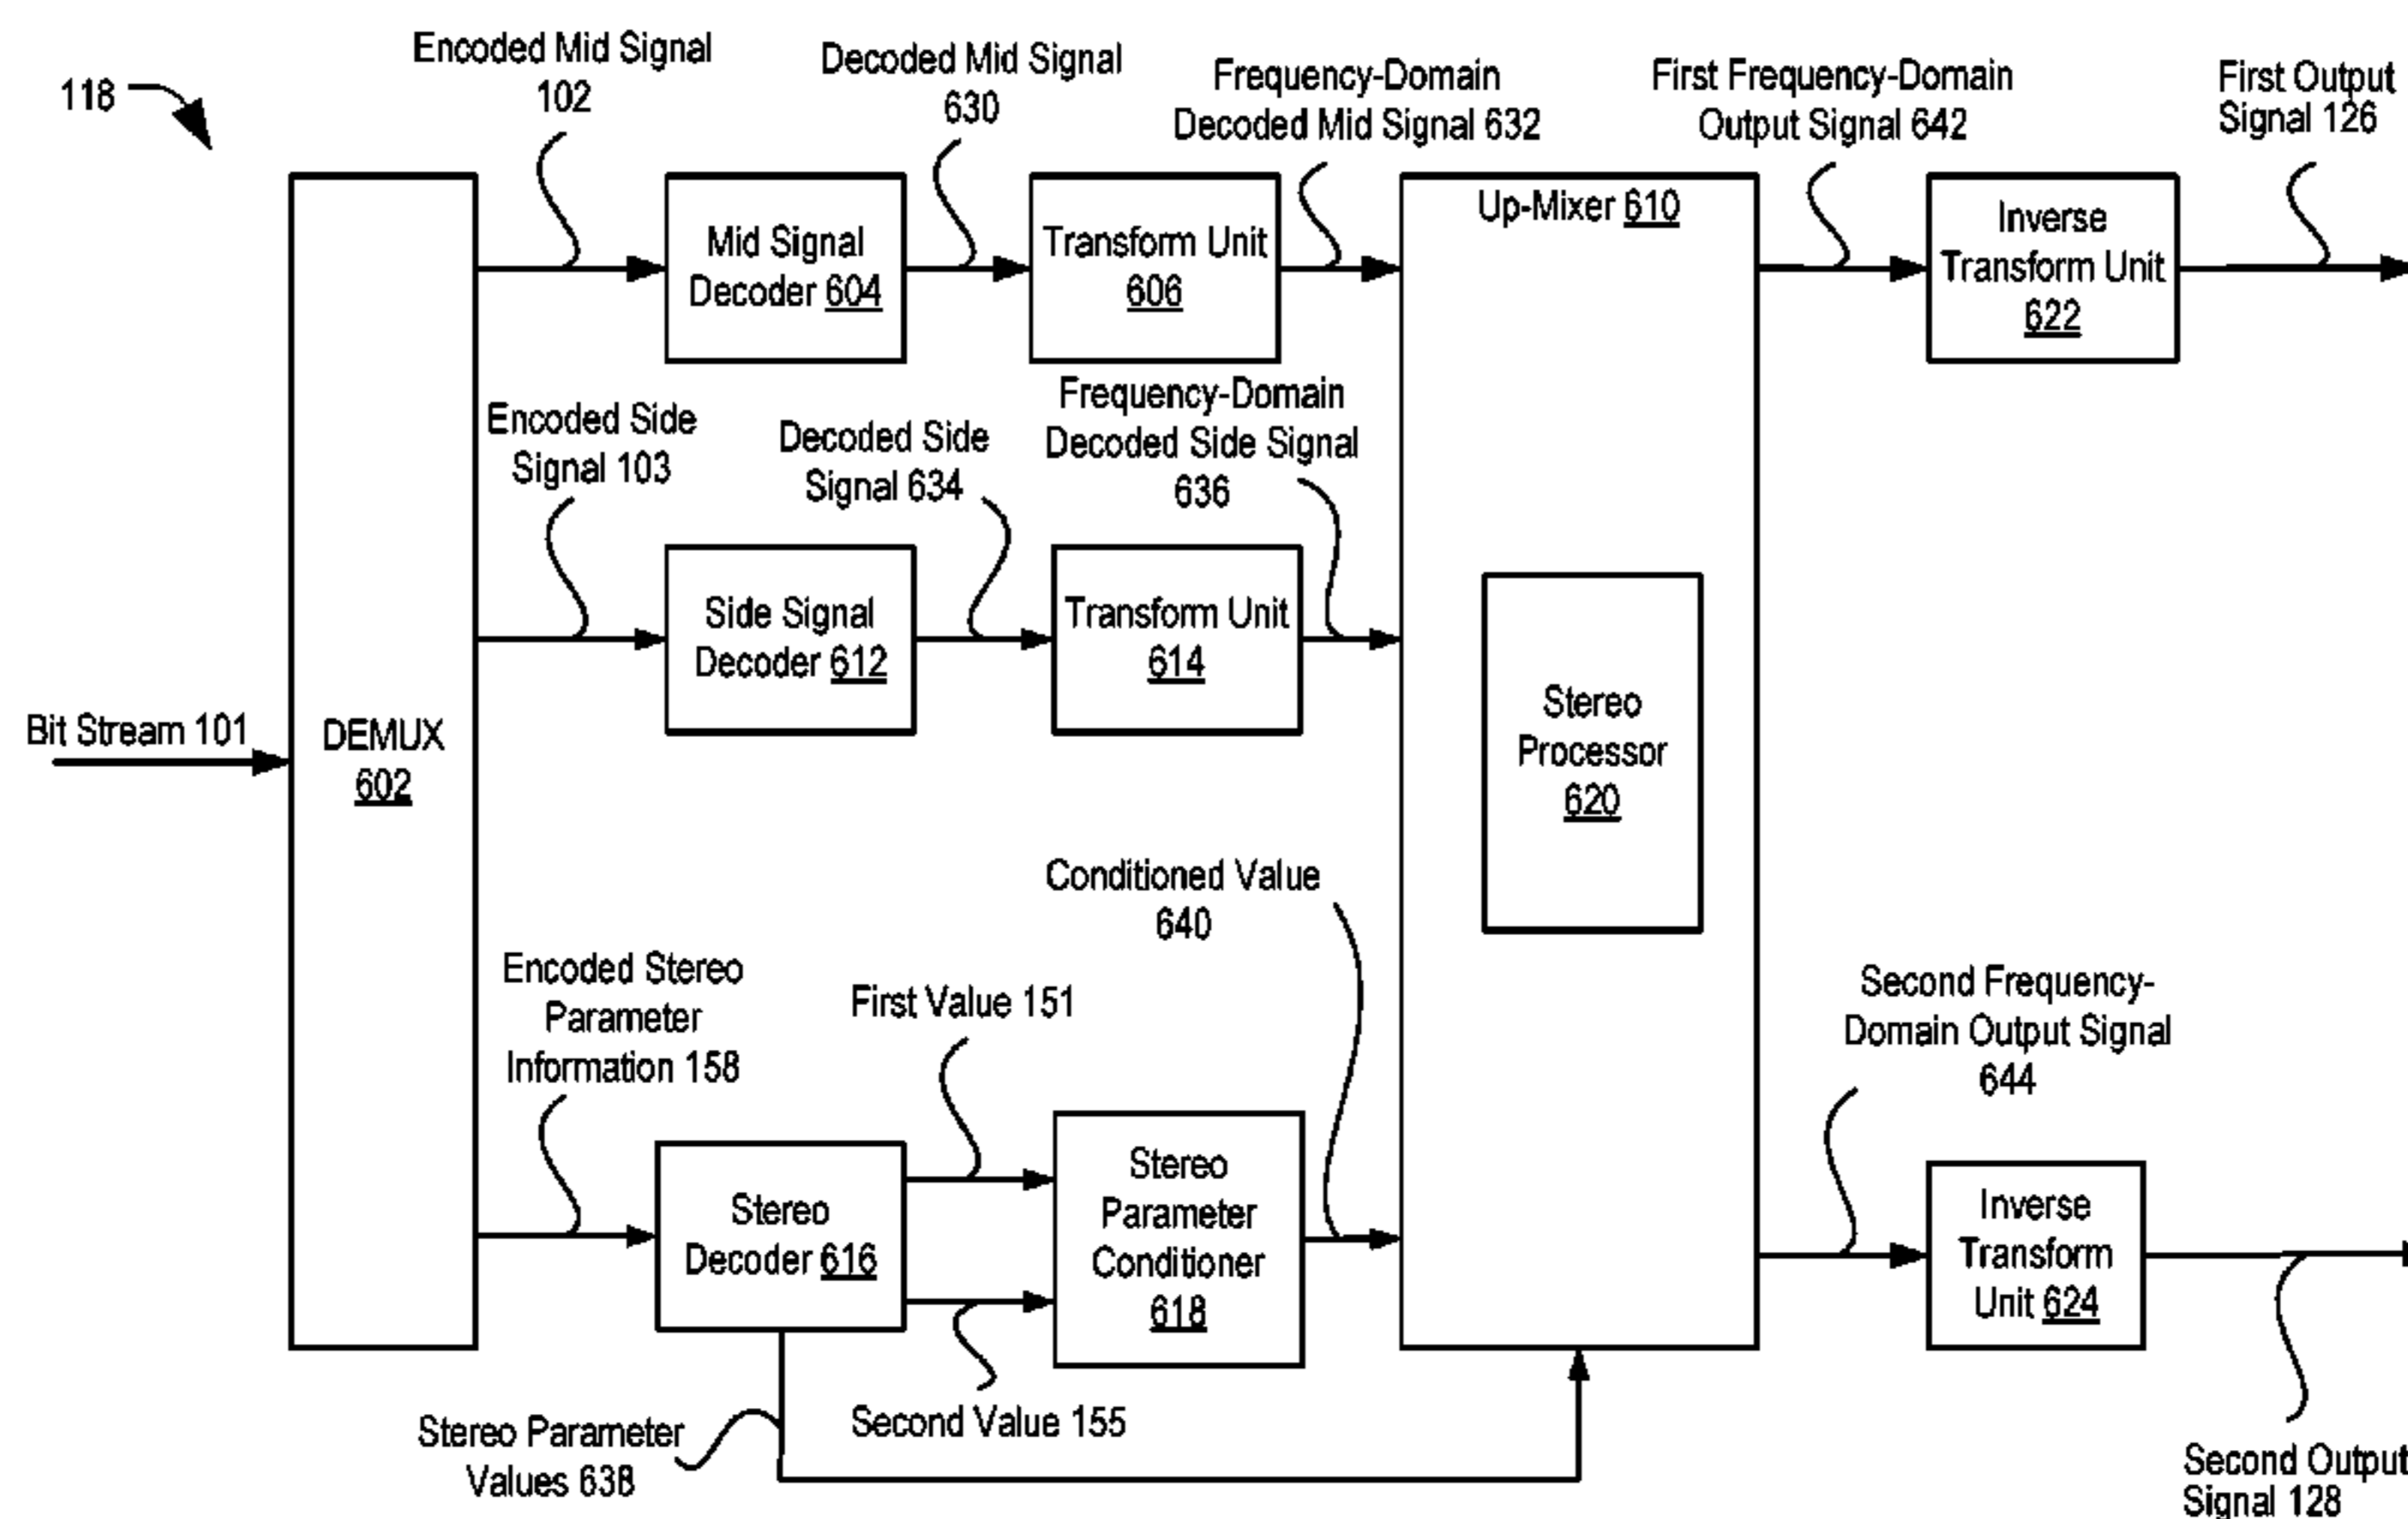 118
Encoded Mid Signal
102
Decoded Mid Signal
630
Frequency-Domain
Decoded Mid Signal 632
First Frequency-Domain
Output Signal 642
First Output
Signal 126
Mid Signal
Decoder 604
Transform Unit
606
Up-Mixer 610
Inverse
Transform Unit
622
Encoded Side
Signal 103
Decoded Side
Signal 634
Frequency-Domain
Decoded Side Signal
636
Side Signal
Decoder 612
Transform Unit
614
Bit Stream 101
DEMUX
602
Stereo
Processor
620
Conditioned Value
640
Encoded Stereo
Parameter
Information 158
First Value 151
Second Frequency-
Domain Output Signal
644
Stereo
Decoder 616
Stereo
Parameter
Conditioner
618
Inverse
Transform
Unit 624
Stereo Parameter
Values 638
Second Value 155
Second Output
Signal 128